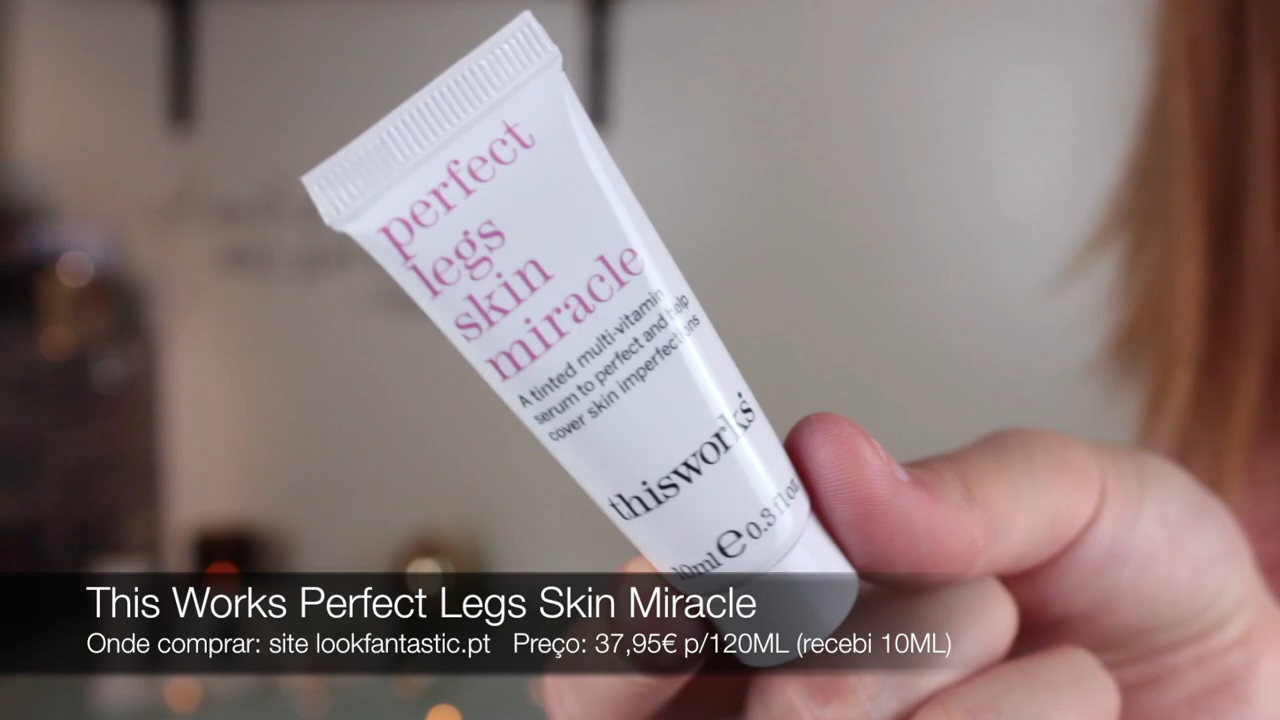 perfect
legs
skin
miracle
A tinted multi-vitamin
serum to perfect and help
cover skin imperfections
thisworks®
10ml e 0.3 fl oz
This Works Perfect Legs Skin Miracle
Onde comprar: site lookfantastic.pt Preço: 37,95€ p/120ML (recebi 10ML)